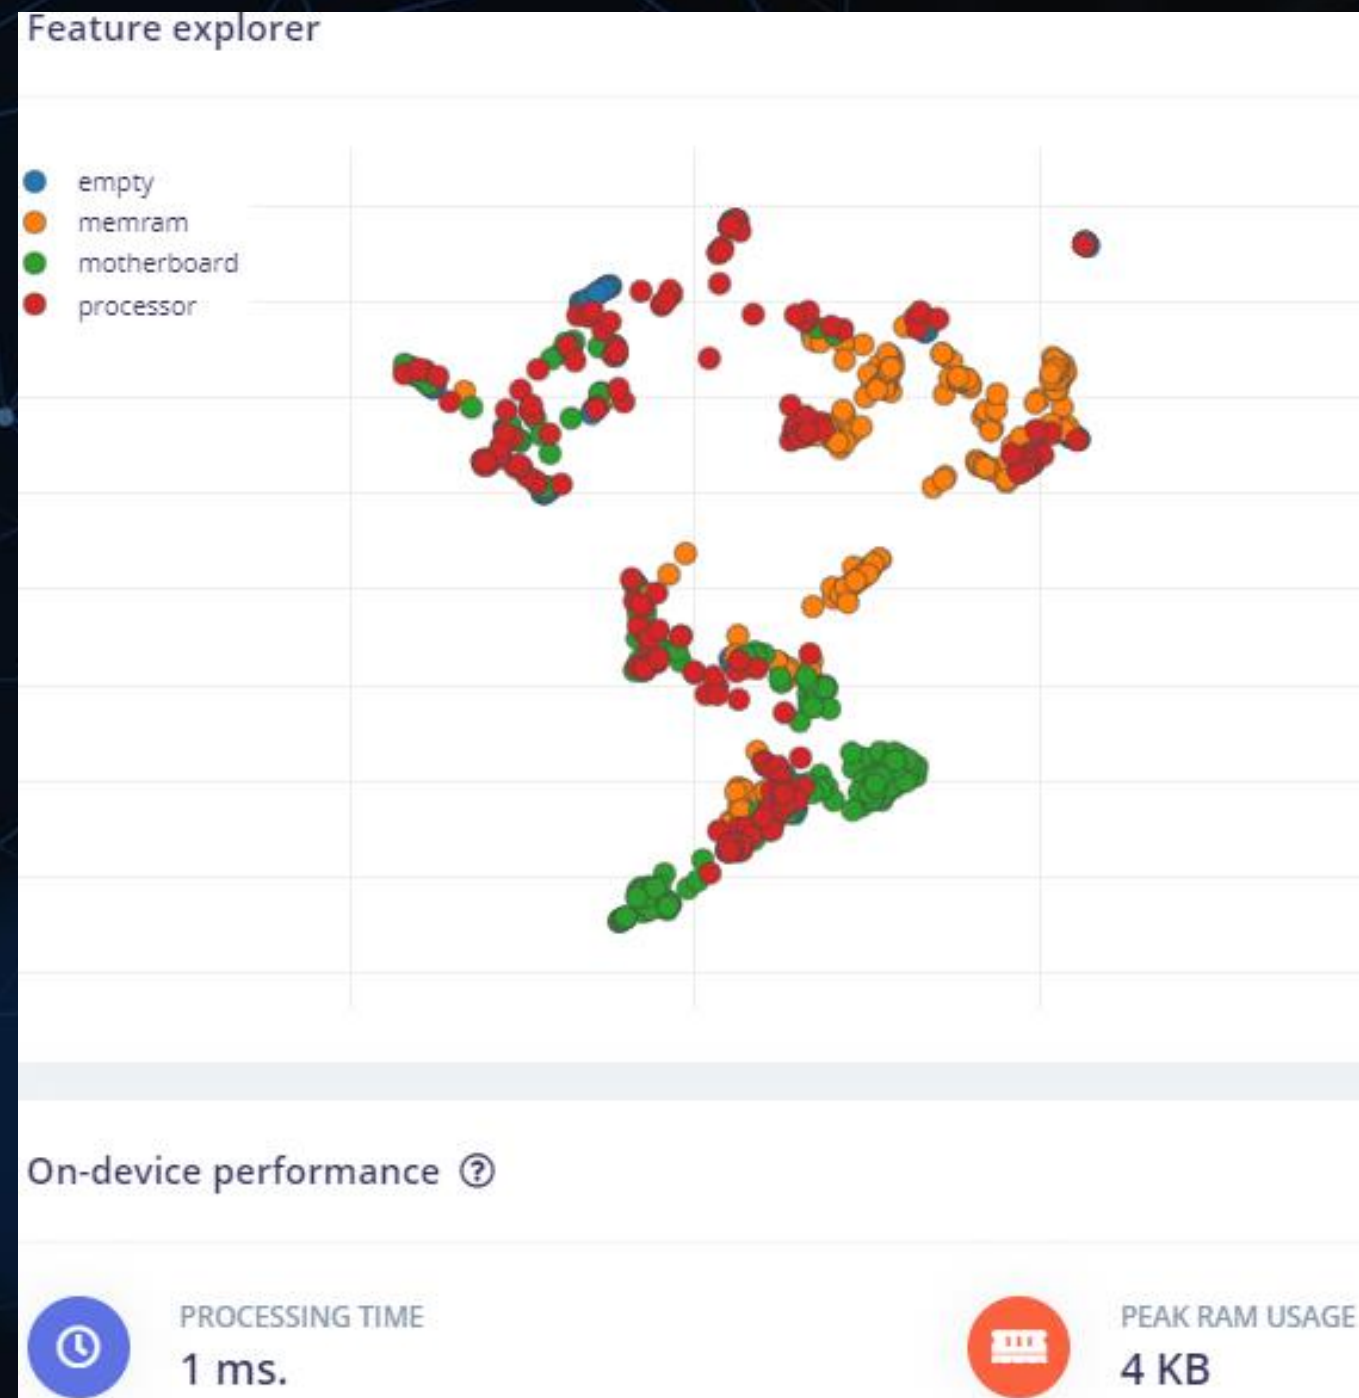 Feature explorer
empty
memram
motherboard
processor
On-device performance ?
PROCESSING TIME
1 ms.
PEAK RAM USAGE
4 KB